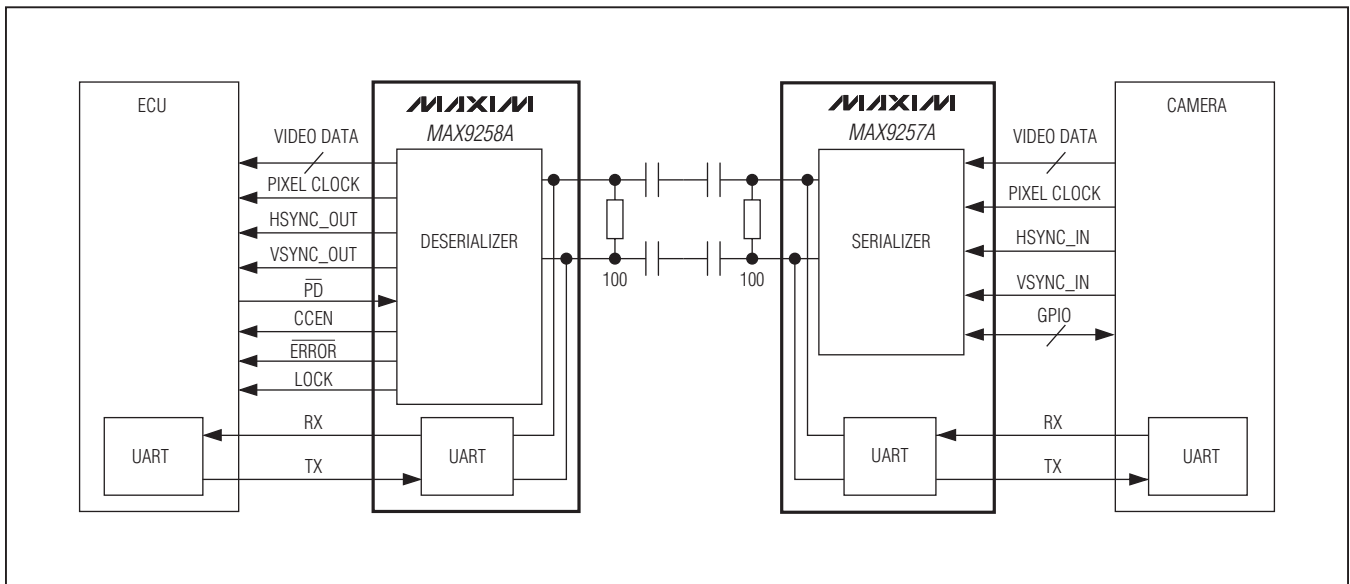 ECU
MAXIM
MAX9258A
MAXIM
MAX9257A
CAMERA
VIDEO DATA
PIXEL CLOCK
HSYNC_OUT
VSYNC_OUT
PD
CCEN
ERROR
LOCK
DESERIALIZER
100
100
SERIALIZER
VIDEO DATA
PIXEL CLOCK
HSYNC_IN
VSYNC_IN
GPIO
UART
RX
TX
UART
UART
RX
TX
UART